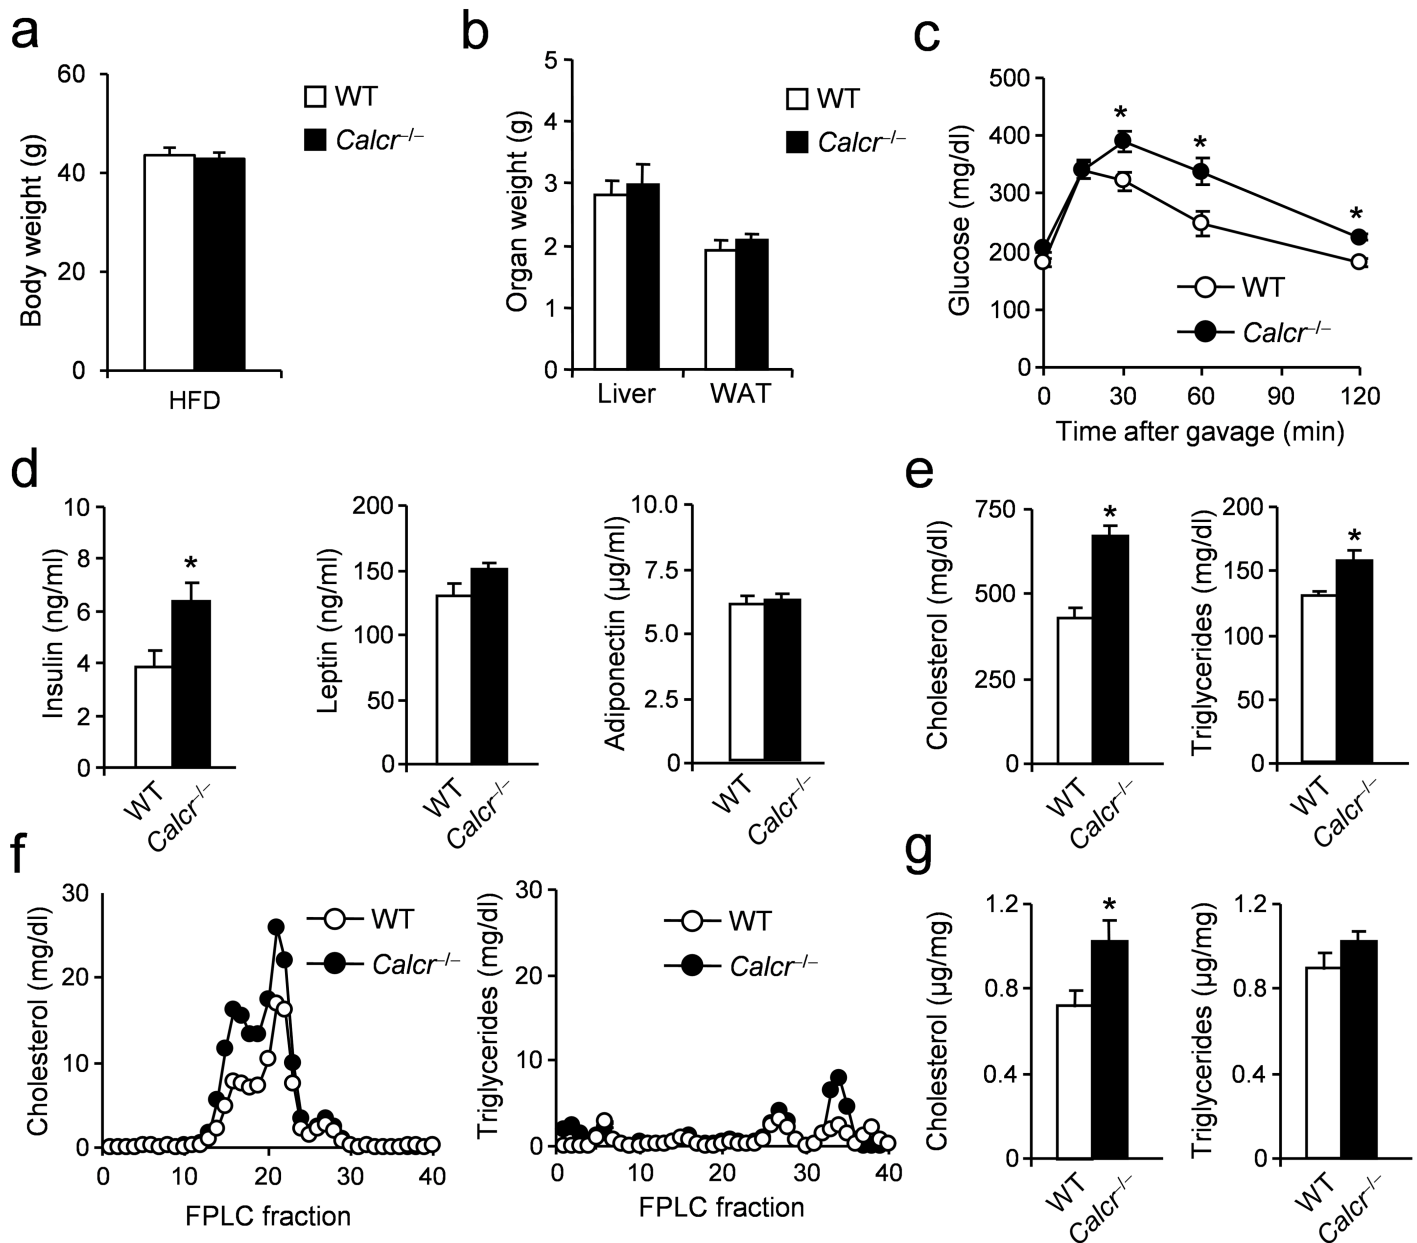 a
60
40
20
0
Body weight (g)
HFD
WT
Calcr–/–
b
5
4
3
2
1
0
Organ weight (g)
Liver WAT
WT
Calcr–/–
c
500
400
300
200
100
0
Glucose (mg/dl)
* * *
WT
Calcr–/–
0 30 60 90 120
Time after gavage (min)
d
10
8
6
4
2
0
Insulin (ng/ml)
*
WT
Calcr–/–
200
150
100
50
0
Leptin (ng/ml)
WT
Calcr–/–
10.0
7.5
5.0
2.5
0
Adiponectin (µg/ml)
WT
Calcr–/–
e
750
500
250
0
Cholesterol (mg/dl)
*
WT
Calcr–/–
200
150
100
50
0
Triglycerides (mg/dl)
*
WT
Calcr–/–
f
30
20
10
0
Cholesterol (mg/dl)
WT
Calcr–/–
0 10 20 30 40
FPLC fraction
30
20
10
0
Triglycerides (mg/dl)
WT
Calcr–/–
0 10 20 30 40
FPLC fraction
g
1.2
0.8
0.4
0
Cholesterol (µg/mg)
*
WT
Calcr–/–
1.2
0.8
0.4
0
Triglycerides (µg/mg)
WT
Calcr–/–